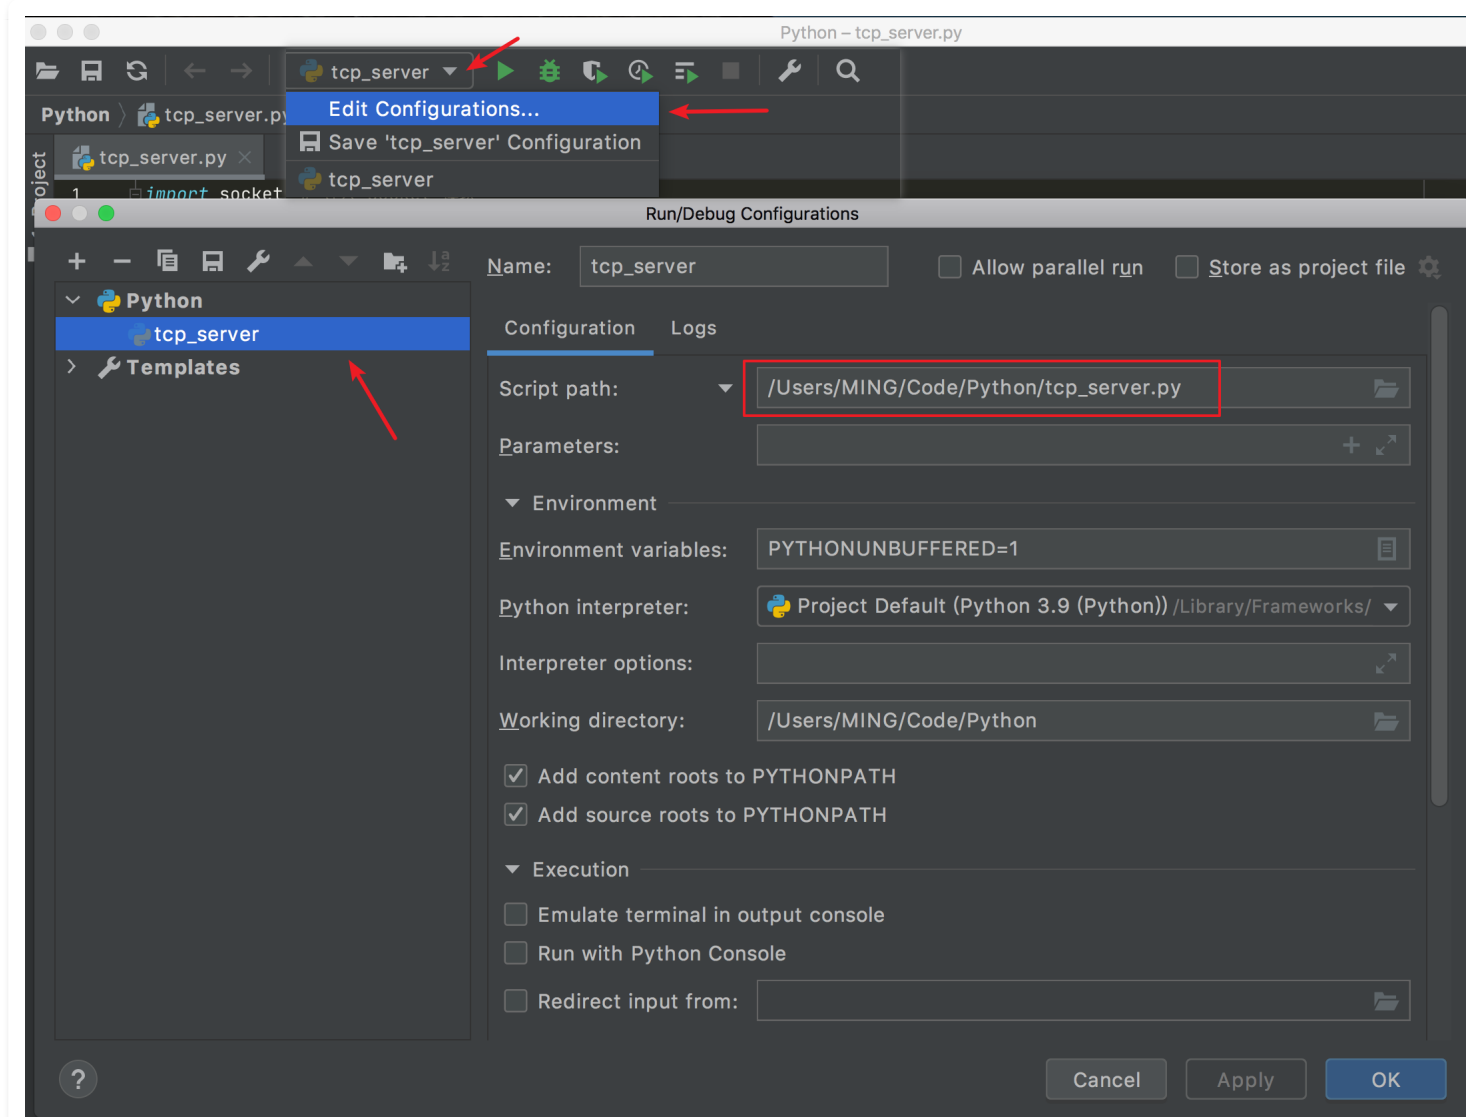 Python – tcp_server.py
tcp_server
Python tcp_server.py
Edit Configurations...
Save 'tcp_server' Configuration
tcp_server.py
tcp_server
1 import socket
Run/Debug Configurations
Name: tcp_server Allow parallel run Store as project file
Python
tcp_server
Templates
Configuration Logs
Script path: /Users/MING/Code/Python/tcp_server.py
Parameters:
Environment
Environment variables: PYTHONUNBUFFERED=1
Python interpreter: Project Default (Python 3.9 (Python)) /Library/Frameworks/
Interpreter options:
Working directory: /Users/MING/Code/Python
Add content roots to PYTHONPATH
Add source roots to PYTHONPATH
Execution
Emulate terminal in output console
Run with Python Console
Redirect input from:
? Cancel Apply OK